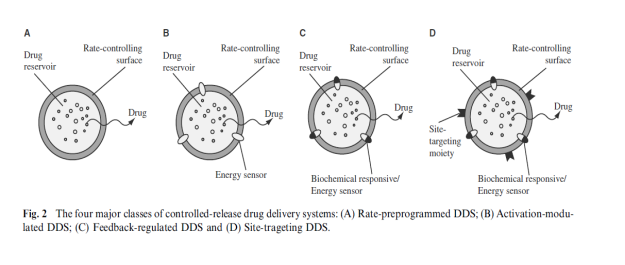 A
B
C
D
Drug
reservoir
Rate-controlling
surface
Drug
Drug
reservoir
Rate-controlling
surface
Drug
Energy sensor
Drug
reservoir
Rate-controlling
surface
Drug
Biochemical responsive/
Energy sensor
Drug
reservoir
Rate-controlling
surface
Drug
Site-
targeting
moiety
Biochemical responsive/
Energy sensor
Fig. 2 The four major classes of controlled-release drug delivery systems: (A) Rate-preprogrammed DDS; (B) Activation-modu-
lated DDS; (C) Feedback-regulated DDS and (D) Site-trageting DDS.